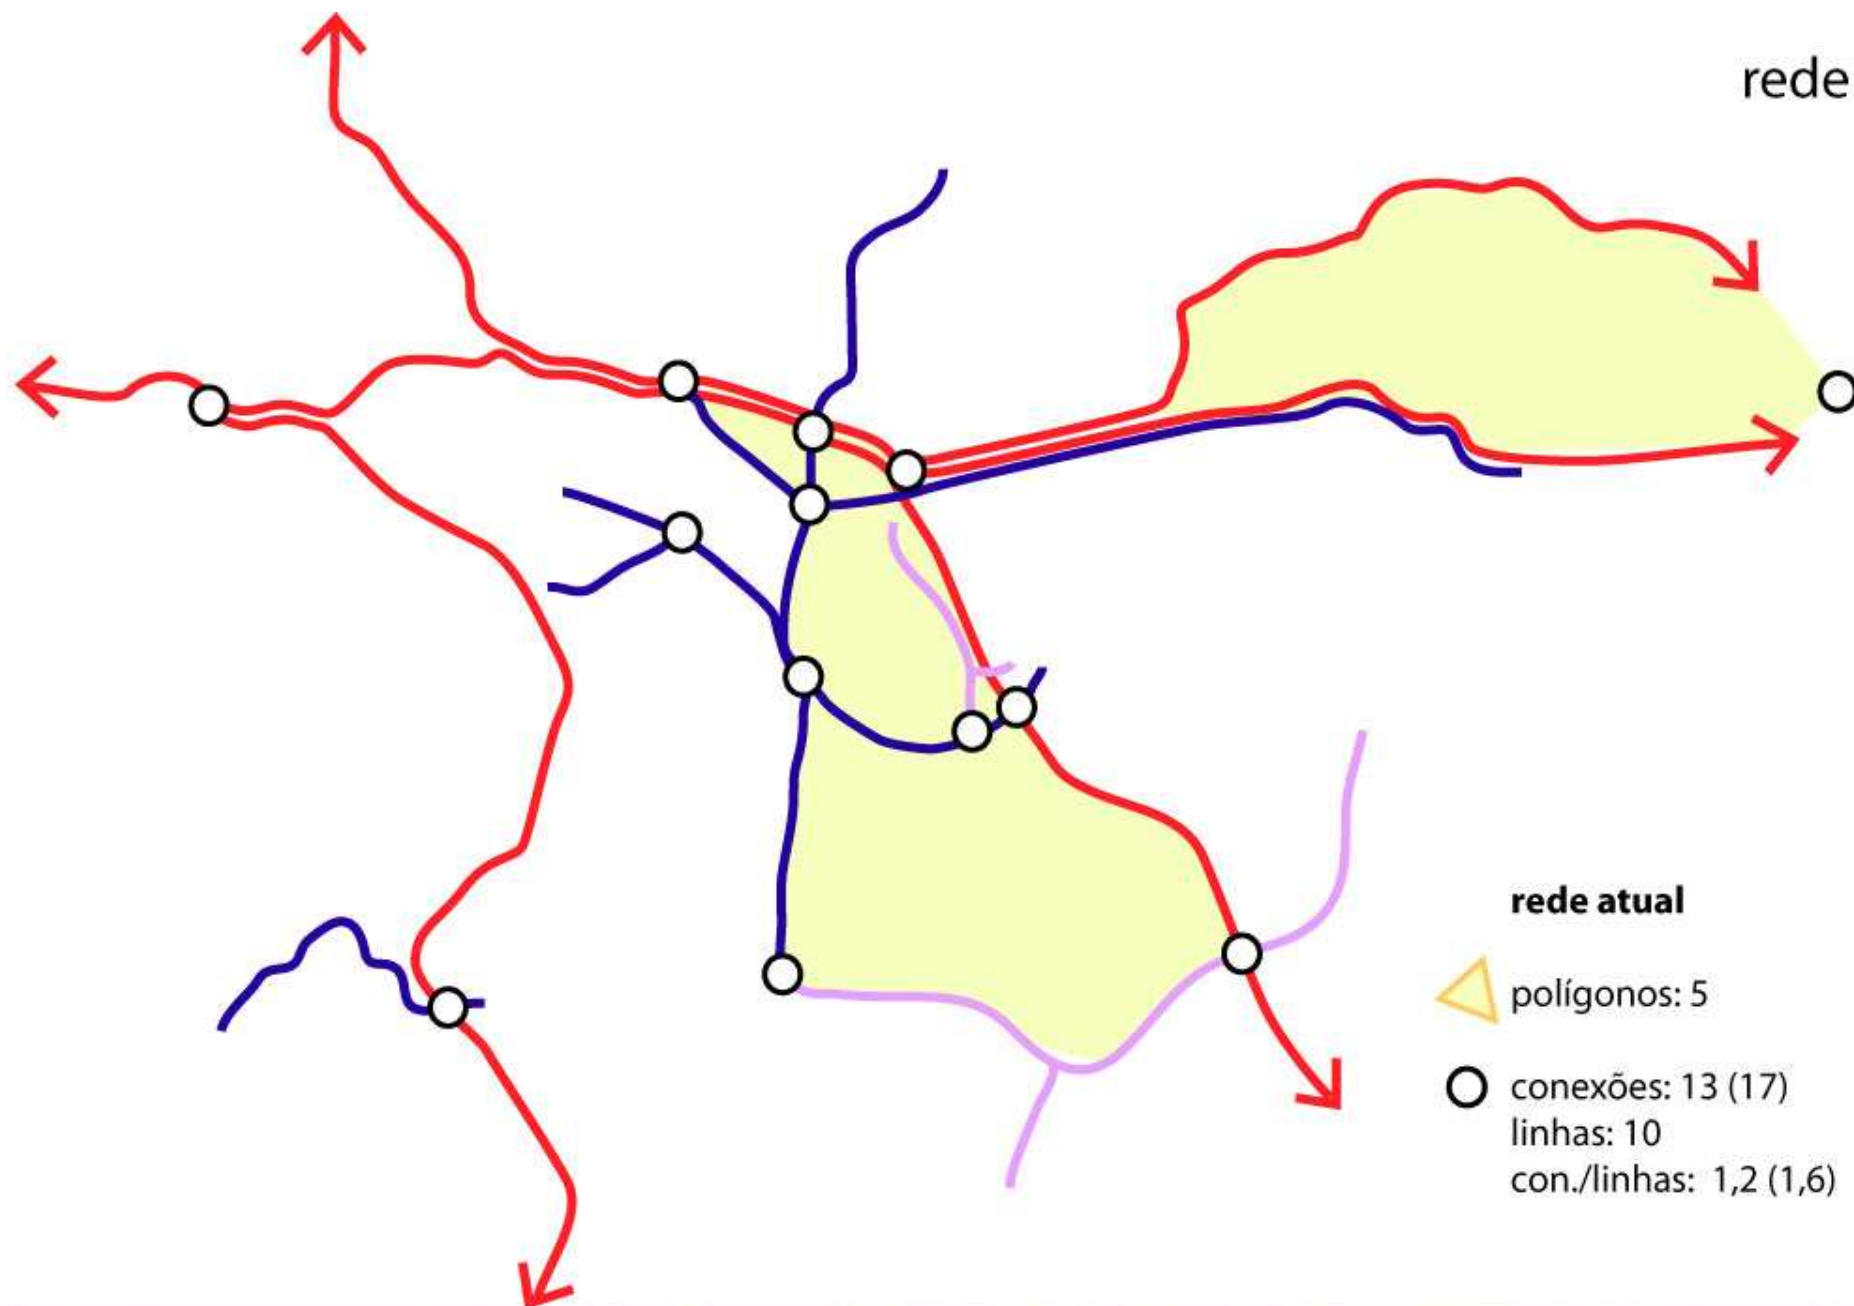 rede
rede atual
polígonos: 5
conexões: 13 (17)
linhas: 10
con./linhas: 1,2 (1,6)